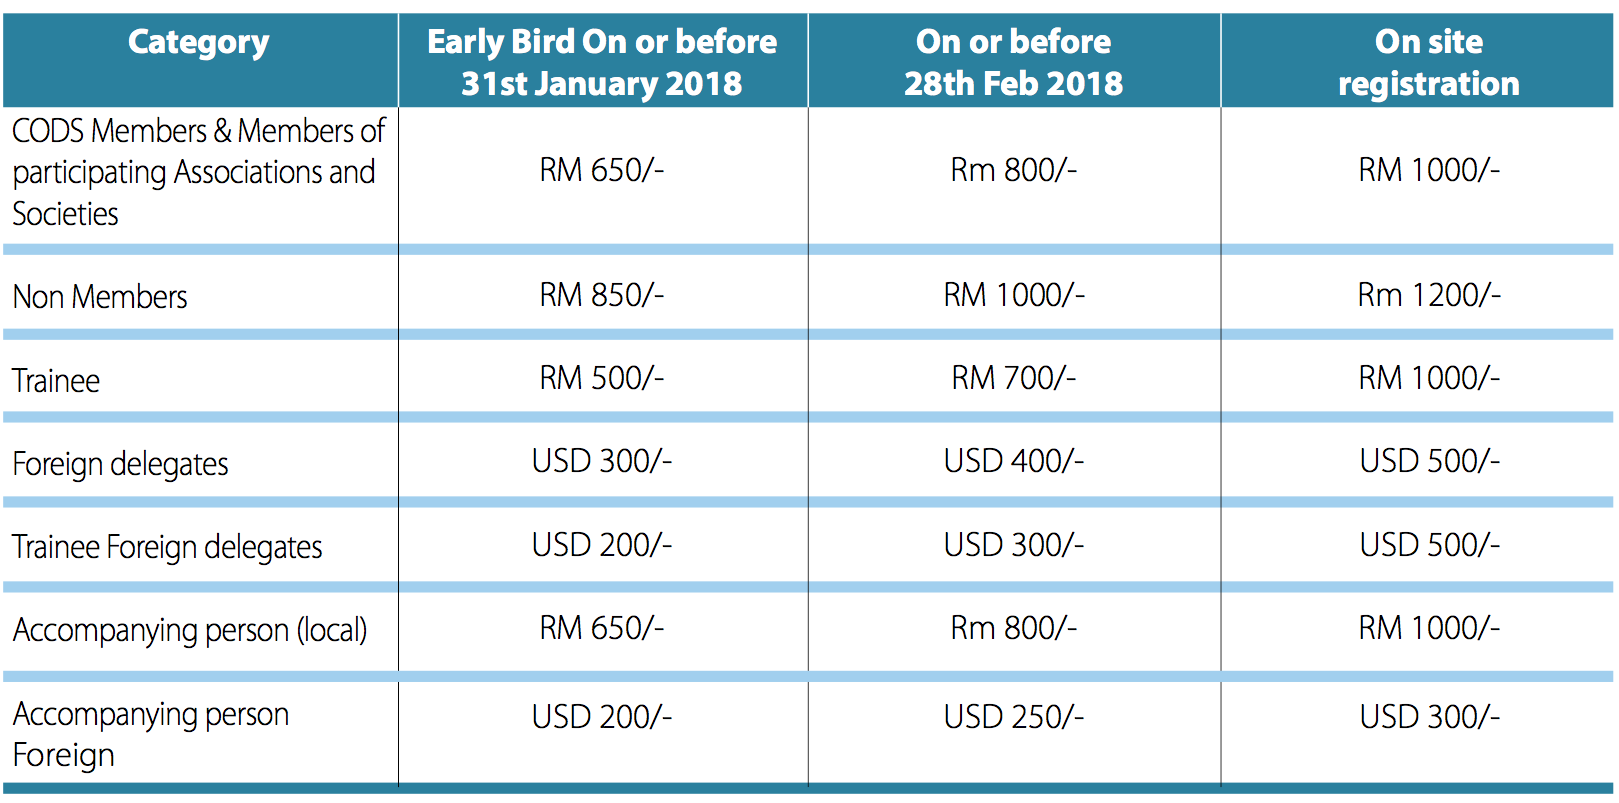 Category
Early Bird On or before
31st January 2018
On or before
28th Feb 2018
On site
registration
CODS Members & Members of
participating Associations and
Societies
RM 650/-
Rm 800/-
RM 1000/-
Non Members
RM 850/-
RM 1000/-
Rm 1200/-
Trainee
RM 500/-
RM 700/-
RM 1000/-
Foreign delegates
USD 300/-
USD 400/-
USD 500/-
Trainee Foreign delegates
USD 200/-
USD 300/-
USD 500/-
Accompanying person (local)
RM 650/-
Rm 800/-
RM 1000/-
Accompanying person
Foreign
USD 200/-
USD 250/-
USD 300/-